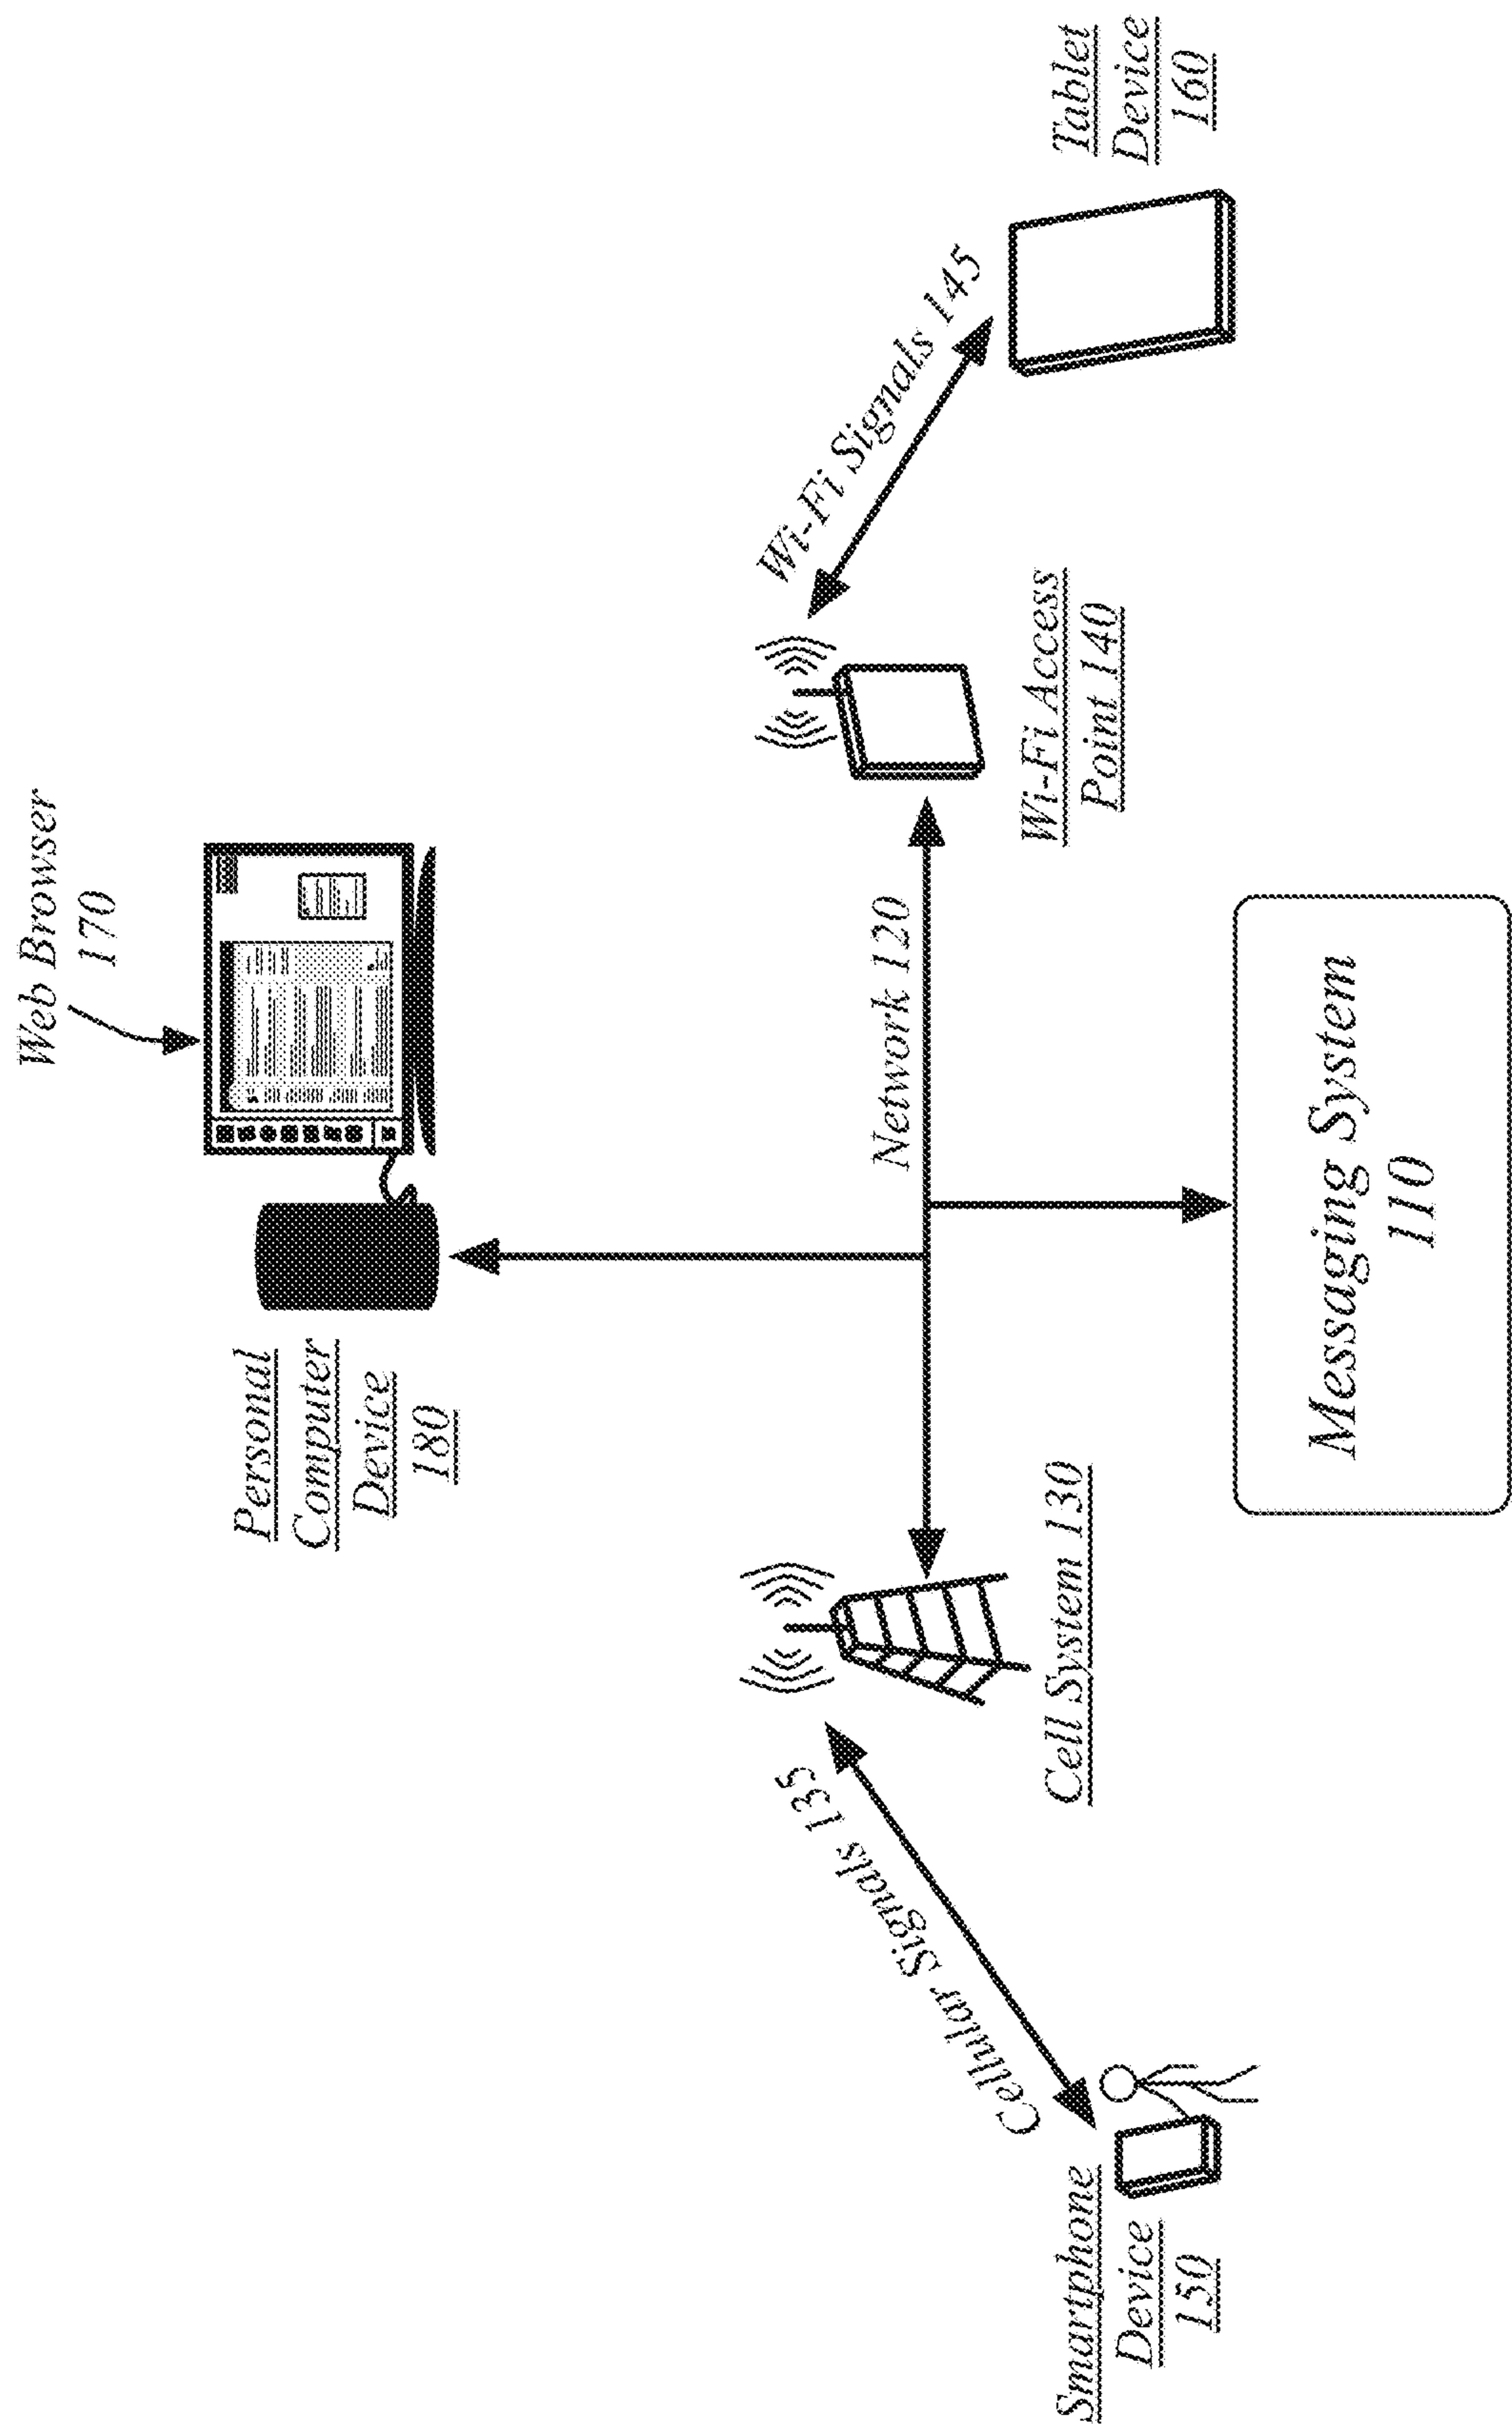 Web Browser
170
Personal
Computer
Device
180
Network 120
Wi-Fi Signals 145
Cellular Signals 135
Wi-Fi Access
Point 140
Cell System 130
Tablet
Device
160
Smartphone
Device
150
Messaging System
110